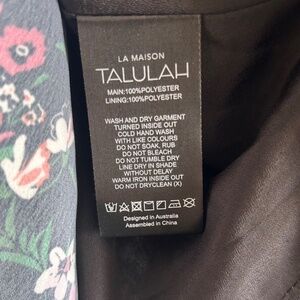 LA MAISON
TALULAH
MAIN:100%POLYESTER
LINING:100%POLYESTER
WASH AND DRY GARMENT
TURNED INSIDE OUT
COLD HAND WASH
WITH LIKE COLOURS
DO NOT SOAK, RUB
DO NOT BLEACH
DO NOT TUMBLE DRY
LINE DRY IN SHADE
WITHOUT DELAY
WARM IRON INSIDE OUT
DO NOT DRYCLEAN (X)
Designed in Australia
Assembled in China